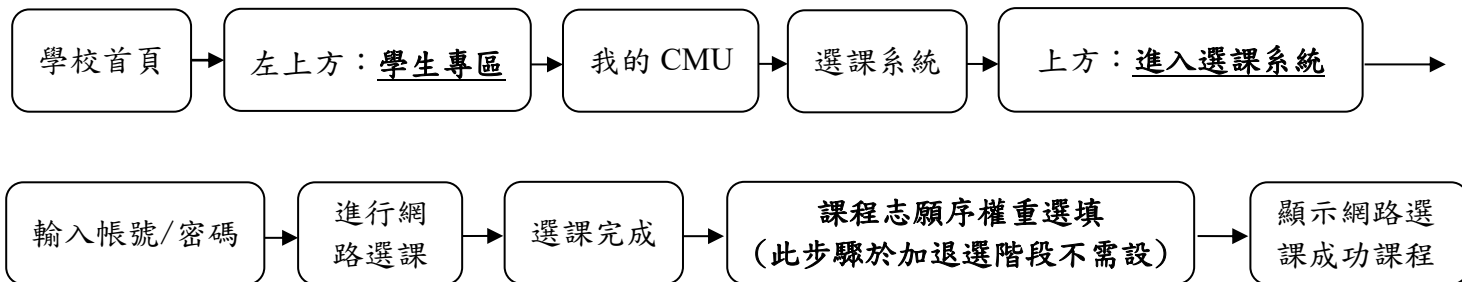 學校首頁
左上方：學生專區
我的 CMU
選課系統
上方：進入選課系統
輸入帳號/密碼
進行網
路選課
選課完成
課程志願序權重選填
(此步驟於加退選階段不需設)
顯示網路選
課成功課程